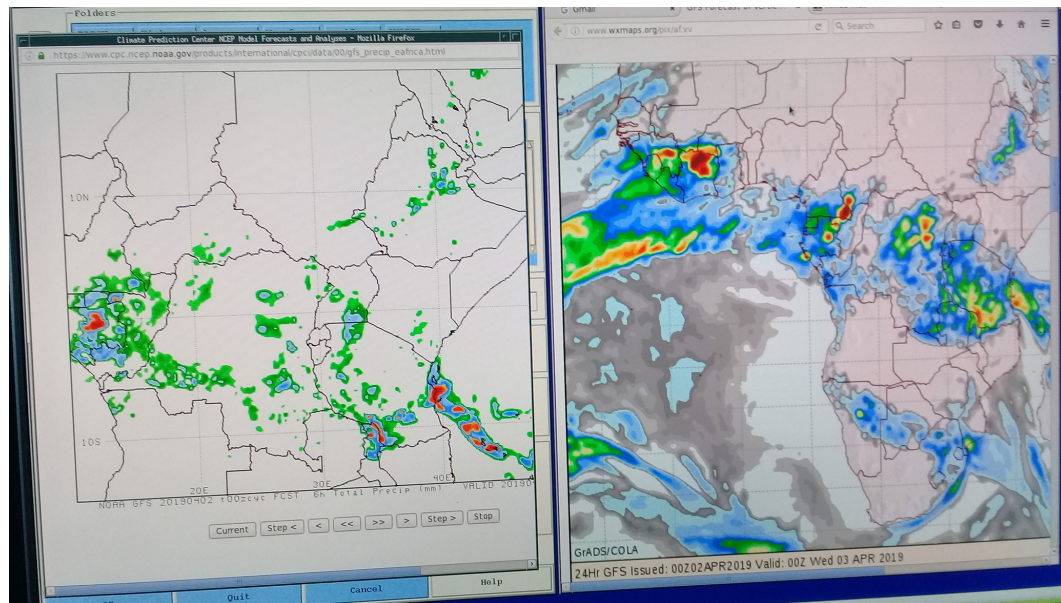 Folders
Climate Prediction Center NCEP Model Forecasts and Analyses - Mozilla Firefox
https://www.cpc.ncep.noaa.gov/products/international/cpci/data/00/gfs_precip_eafrica.html
10N
10S
20E
30E
40E
NOAA GFS 20190402 t00z cyc FCST 6h Total Precip (mm) VALID 20190
Current
Step <
<
<<
>>
>
Step >
Stop
Quit
Cancel
Help
Gmail
GFS Forecast
www.wxmaps.org/pix/af.vv
Search
GrADS/COLA
24Hr GFS Issued: 00Z02APR2019 Valid: 00Z Wed 03 APR 2019